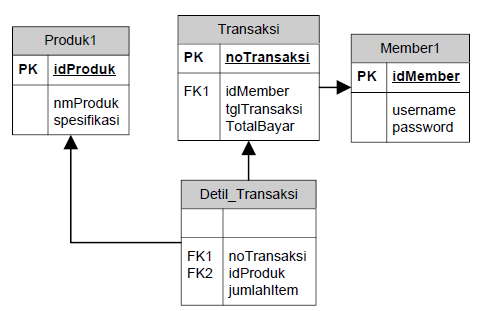 Produk1
PK idProduk
nmProduk
spesifikasi
Transaksi
PK noTransaksi
FK1 idMember
tglTransaksi
TotalBayar
Member1
PK idMember
username
password
Detil_Transaksi
FK1 noTransaksi
FK2 idProduk
jumlahItem